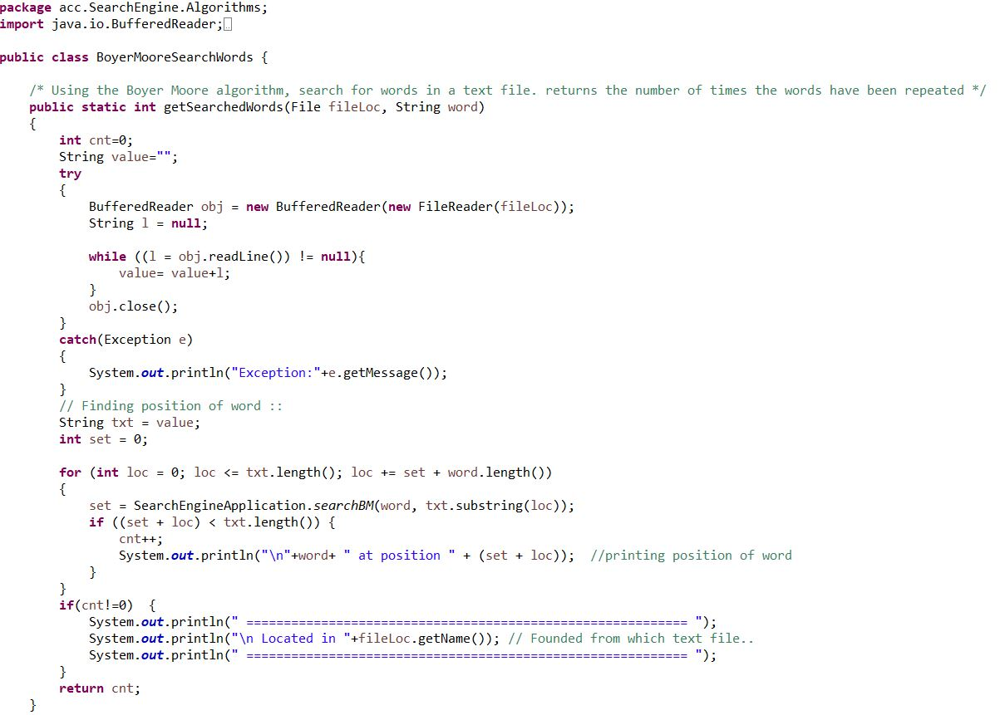 package acc.SearchEngine.Algorithms;
import java.io.BufferedReader;
public class BoyerMooreSearchWords {
/* Using the Boyer Moore algorithm, search for words in a text file. returns the number of times the words have been repeated */
public static int getSearchedWords(File fileLoc, String word)
{
int cnt=0;
String value="";
try
{
BufferedReader obj = new BufferedReader(new FileReader(fileLoc));
String l = null;
while ((l = obj.readLine()) != null){
value= value+l;
}
obj.close();
}
catch(Exception e)
{
System.out.println("Exception:"+e.getMessage());
}
// Finding position of word ::
String txt = value;
int set = 0;
for (int loc = 0; loc <= txt.length(); loc += set + word.length())
{
set = SearchEngineApplication.searchBM(word, txt.substring(loc));
if ((set + loc) < txt.length()) {
cnt++;
System.out.println("\n"+word+ " at position " + (set + loc));  //printing position of word
}
}
if(cnt!=0)  {
System.out.println(" =========================================================== ");
System.out.println("\n Located in "+fileLoc.getName()); // Founded from which text file..
System.out.println(" =========================================================== ");
}
return cnt;
}